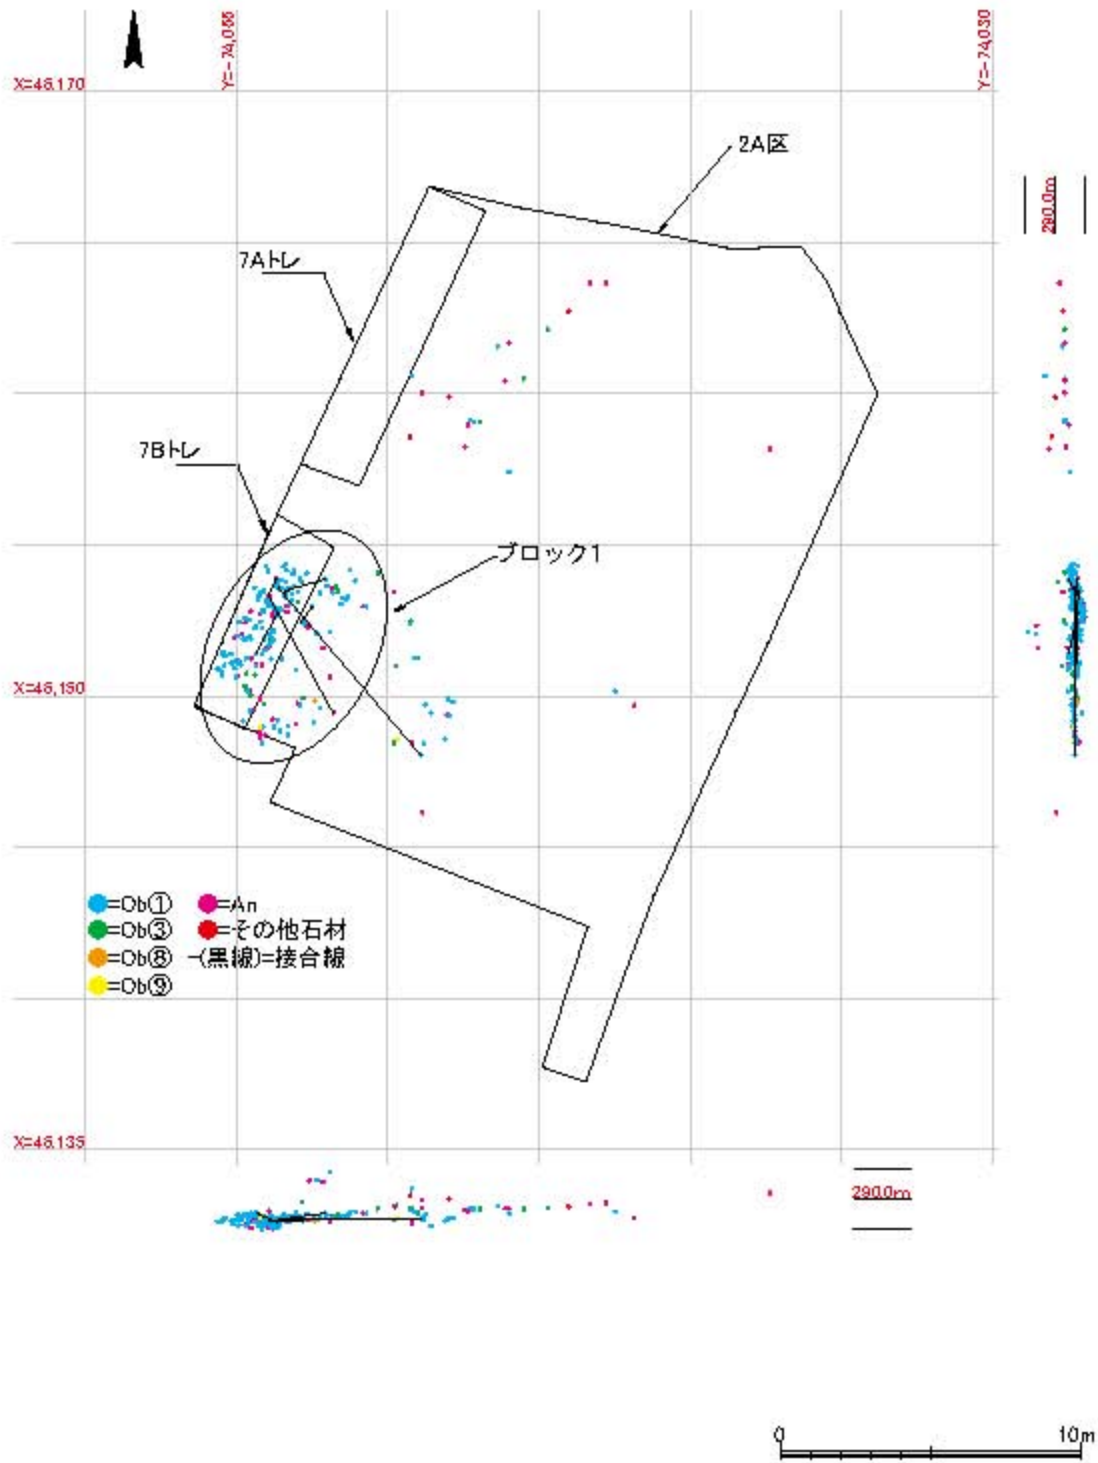 Y=-74,055
Y=-74,030
X=46,170
2A区
290.0m
7Aトレ
7Bトレ
ブロック1
X=46,150
●=Ob① ●=An
●=Ob③ ●=その他石材
●=Ob⑧ -(黒線)=接合線
●=Ob⑨
X=46,135
290.0m
0 10m